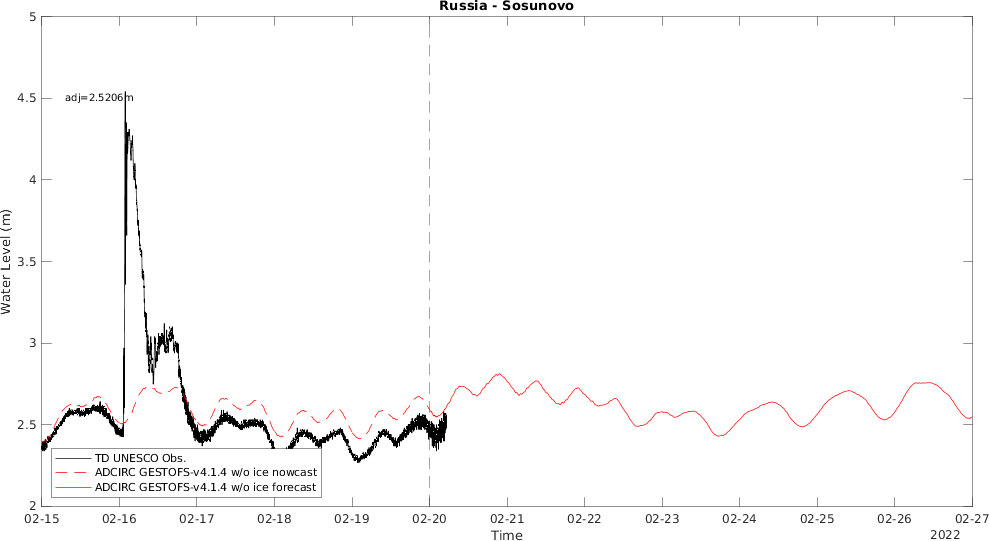 Russia - Sosunovo
5
4.5
4
3.5
3
2.5
2
Water Level (m)
adj=2.5206m
TD UNESCO Obs.
ADCIRC GESTOFS-v4.1.4 w/o ice nowcast
ADCIRC GESTOFS-v4.1.4 w/o ice forecast
02-15 02-16 02-17 02-18 02-19 02-20 02-21 02-22 02-23 02-24 02-25 02-26 02-27
Time
2022